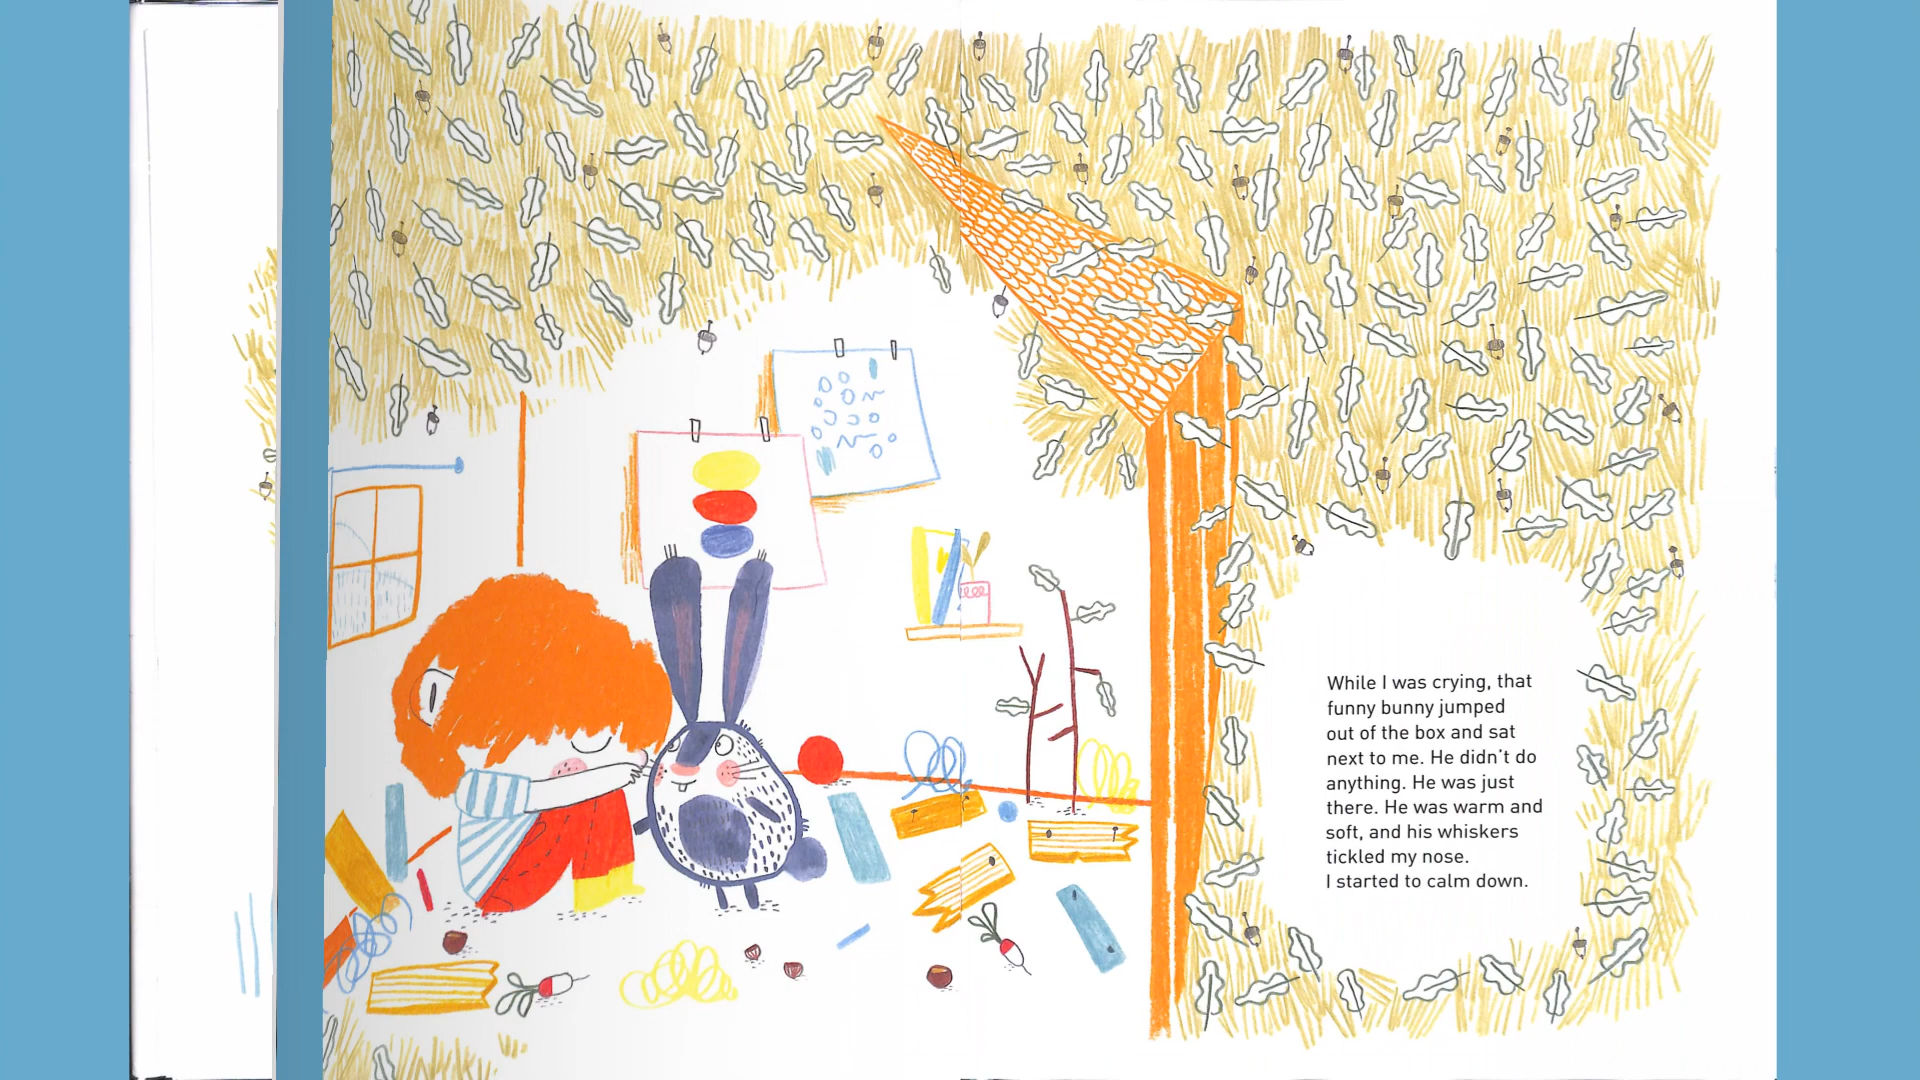 While I was crying, that
funny bunny jumped
out of the box and sat
next to me. He didn't do
anything. He was just
there. He was warm and
soft, and his whiskers
tickled my nose.
I started to calm down.